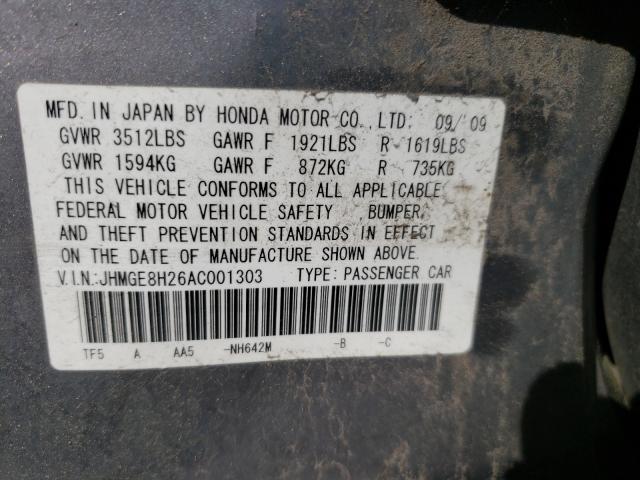 MFD. IN JAPAN BY HONDA MOTOR CO.,LTD. 09/09
GVWR 3512LBS GAWR F 1921LBS R 1619LBS
GVWR 1594KG GAWR F 872KG R 735KG
THIS VEHICLE CONFORMS TO ALL APPLICABLE
FEDERAL MOTOR VEHICLE SAFETY, BUMPER,
AND THEFT PREVENTION STANDARDS IN EFFECT
ON THE DATE OF MANUFACTURE SHOWN ABOVE.
V.I.N.:JHMGE8H26AC001303 TYPE: PASSENGER CAR
TF5 A AA5 -NH642M -B -C